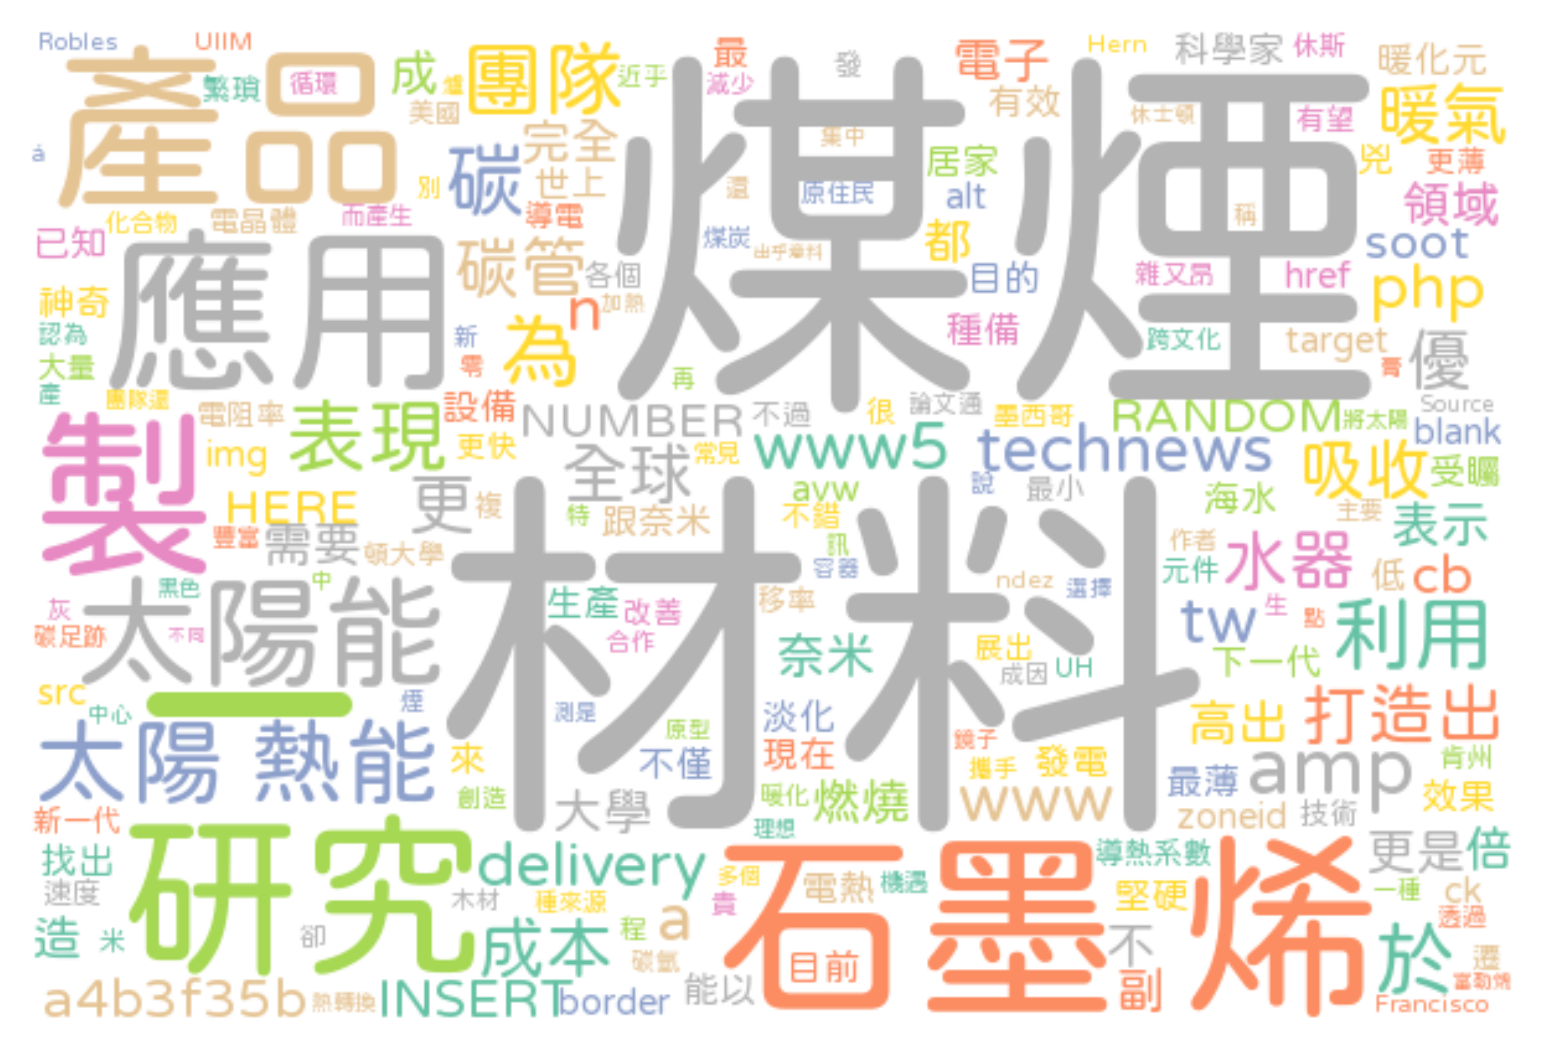 Robles
UIIM
產品
繁瑣
循環
成
爐
團隊
近乎
美國
最
減少
發
電子
Hern
科學家
休斯
暖化元
有效
休士頓
有望
暖氣
煤煙
á
化合物
電晶體
而產生
別
碳
完全
世上
導電
還
集中
原住民
居家
alt
兇
更薄
領域
稱
已知
神奇
認為
大量
產
應用
碳管
各個
加熱
n
新
零
為
煤炭
都
目的
種備
雜又昂
href
soot
php
跨文化
target
優
膏
再
團隊還
電阻率
表現
設備
更快
NUMBER
不過
很
論文通
墨西哥
RANDOM
將太陽
Source
blank
製
img
HERE
更
複
全球
常見
www5
technews
吸收
受矚
avw
說
最小
海水
主要
表示
豐富
需要
頓大學
特
跟奈米
不錯
訊
容器
作者
元件
水器
低
cb
材料
太陽能
黑色
中
灰
不同
碳足跡
生產
改善
合作
移率
奈米
ndez
選擇
展出
成因
UH
tw
生
點
下一代
利用
src
中心
煙
測是
原型
淡化
現在
鏡子
高出
打造出
太陽 熱能
來
創造
不僅
大學
暖化
燃燒
理想
攜手
發電
www
最薄
amp
zoneid
技術
肯州
效果
新一代
找出
速度
研究
delivery
木材
多個
種來源
電熱
機遇
導熱系數
堅硬
更是
倍
一種
ck
透過
造
米
卻
成本
程
a
貴
碳氫
石墨烯
目前
不
副
於
遷
富勒烯
a4b3f35b
熱轉換
INSERT
border
能以
Francisco